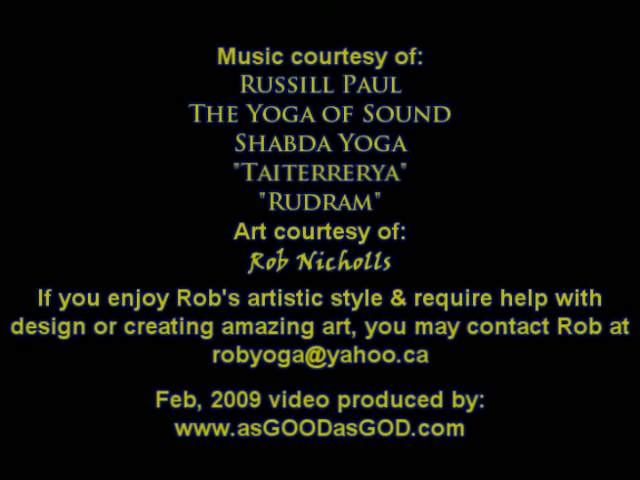 Music courtesy of:
RUSSILL PAUL
THE YOGA OF SOUND
SHABDA YOGA
"TAITERRERYA"
"RUDRAM"
Art courtesy of:
Rob Nicholls
If you enjoy Rob's artistic style & require help with
design or creating amazing art, you may contact Rob at
robyoga@yahoo.ca
Feb, 2009 video produced by:
www.asGOODasGOD.com